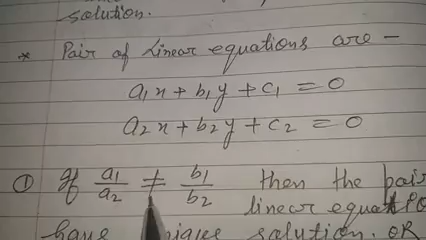 solution.
* Pair of Linear equations are -
a₁x + b₁y + c₁ = 0
a₂x + b₂y + c₂ = 0
① If a₁/a₂ ≠ b₁/b₂ then the pair
linear equat
have solution. OR